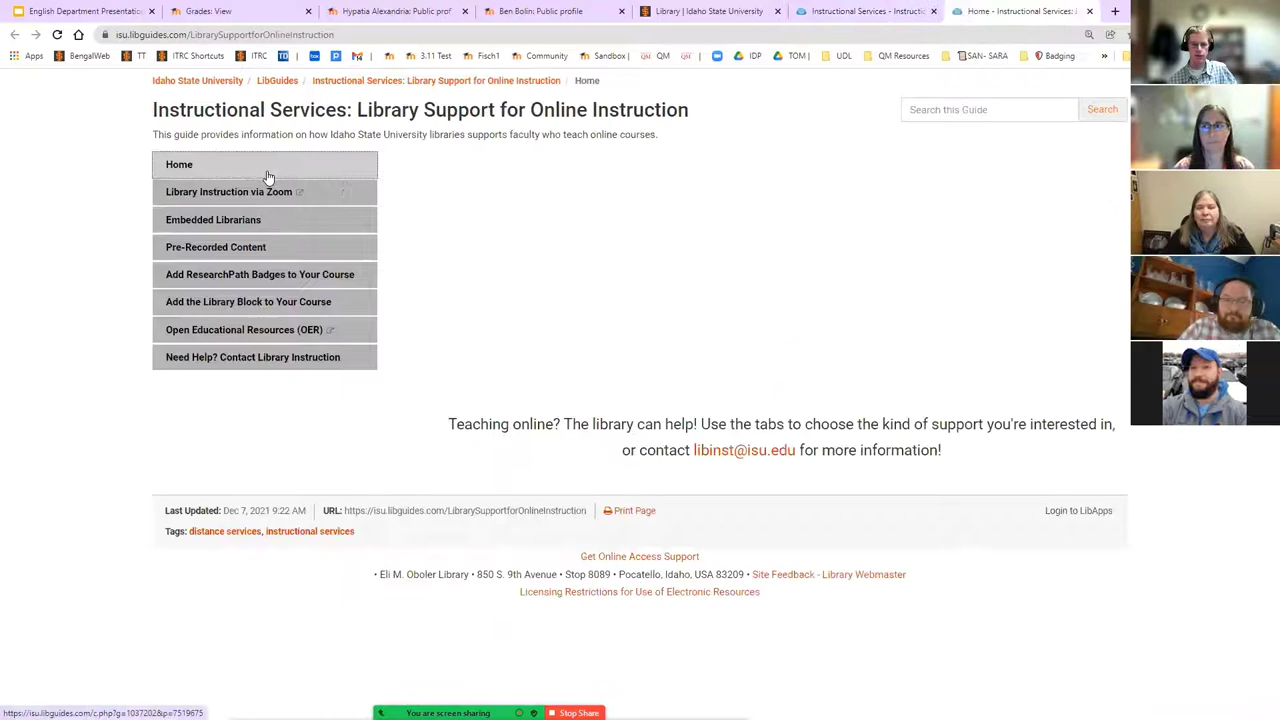 English Department Presentatio
Grades: View
Hypatia Alexandria: Public prof
Ben Bolin: Public profile
Library | Idaho State University
Instructional Services - Instructi
Home - Instructional Services:
isu.libguides.com/LibrarySupportforOnlineInstruction
Apps
BengalWeb
TT
ITRC Shortcuts
ITRC
TD
3.11 Test
Fisch1
Community
Sandbox
QM
IDP
TOM
UDL
QM Resources
SAN- SARA
Badging
Idaho State University / LibGuides / Instructional Services: Library Support for Online Instruction / Home
Instructional Services: Library Support for Online Instruction
Search this Guide
Search
This guide provides information on how Idaho State University libraries supports faculty who teach online courses.
Home
Library Instruction via Zoom
Embedded Librarians
Pre-Recorded Content
Add ResearchPath Badges to Your Course
Add the Library Block to Your Course
Open Educational Resources (OER)
Need Help? Contact Library Instruction
Teaching online? The library can help! Use the tabs to choose the kind of support you're interested in,
or contact libinst@isu.edu for more information!
Last Updated: Dec 7, 2021 9:22 AM
URL: https://isu.libguides.com/LibrarySupportforOnlineInstruction
Print Page
Login to LibApps
Tags: distance services, instructional services
Get Online Access Support
• Eli M. Oboler Library • 850 S. 9th Avenue • Stop 8089 • Pocatello, Idaho, USA 83209 • Site Feedback - Library Webmaster
Licensing Restrictions for Use of Electronic Resources
https://isu.libguides.com/c.php?g=1037202&p=7519675
You are screen sharing
Stop Share